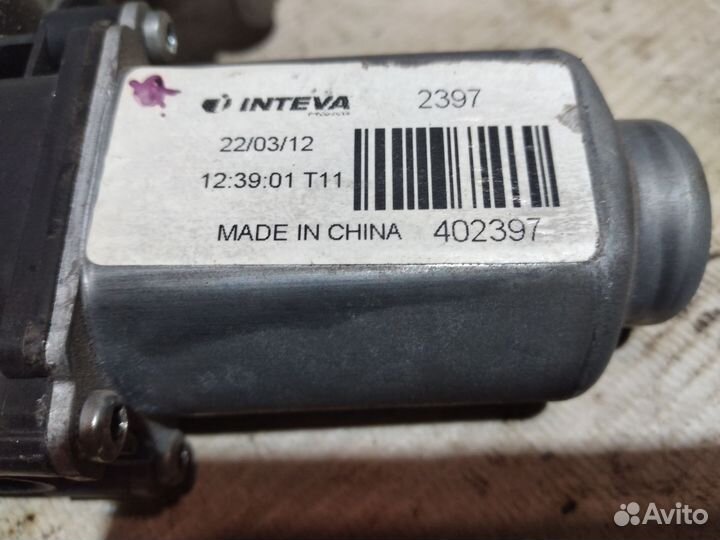 INTEVA 2397
22/03/12
12:39:01 T11
MADE IN CHINA 402397
Avito